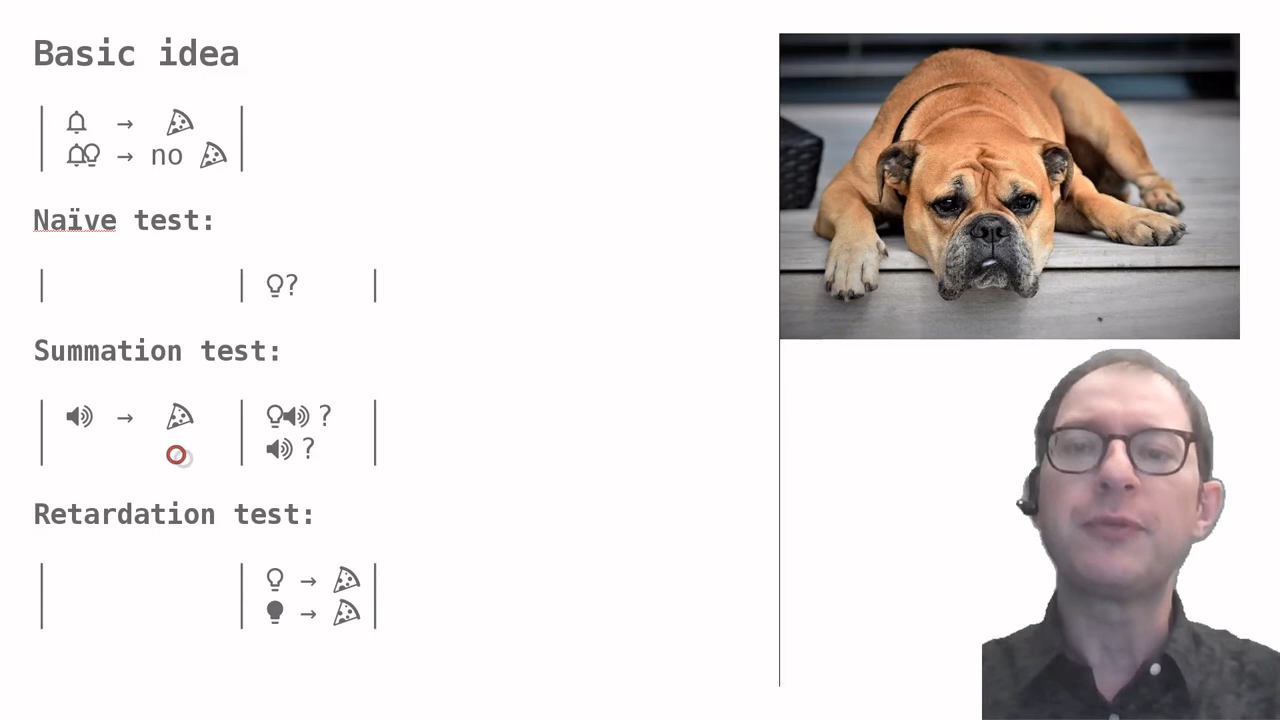 Basic idea
→
→ no
Naïve test:
?
Summation test:
→ ?
?
Retardation test:
→
→